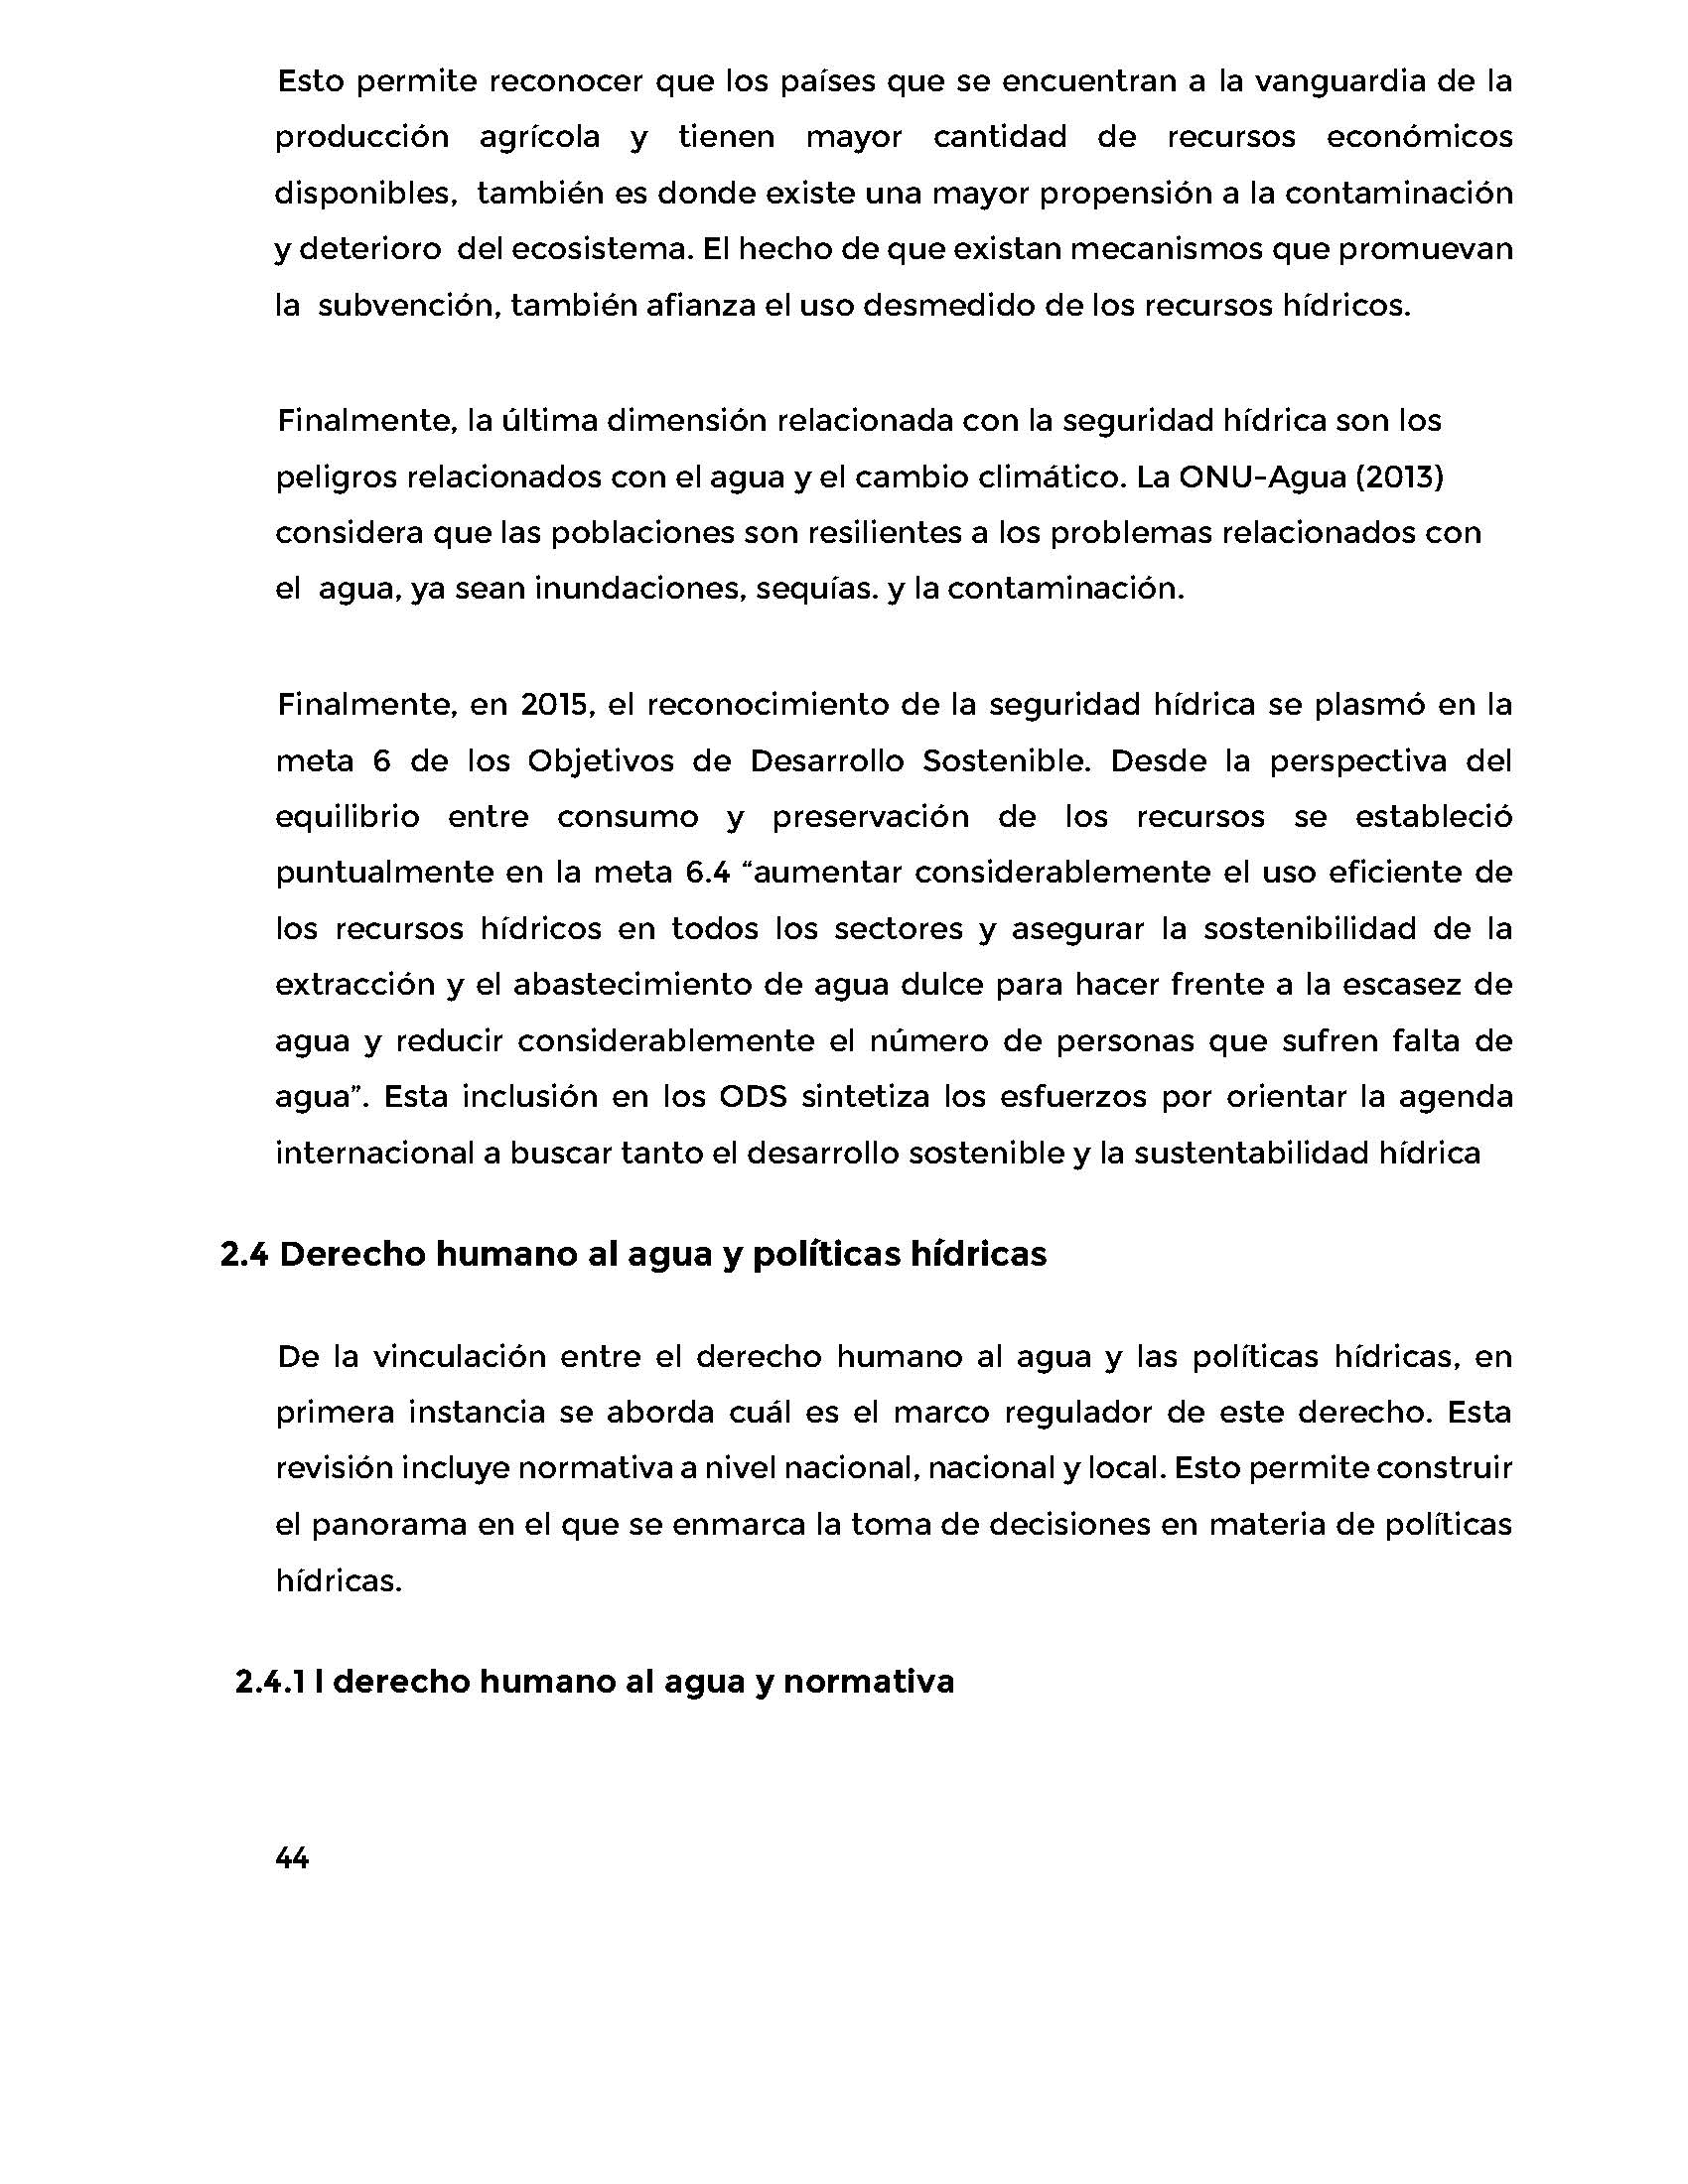 Esto permite reconocer que los países que se encuentran a la vanguardia de la
producción agrícola y tienen mayor cantidad de recursos económicos
disponibles, también es donde existe una mayor propensión a la contaminación
y deterioro del ecosistema. El hecho de que existan mecanismos que promuevan
la subvención, también afianza el uso desmedido de los recursos hídricos.
Finalmente, la última dimensión relacionada con la seguridad hídrica son los
peligros relacionados con el agua y el cambio climático. La ONU-Agua (2013)
considera que las poblaciones son resilientes a los problemas relacionados con
el agua, ya sean inundaciones, sequías. y la contaminación.
Finalmente, en 2015, el reconocimiento de la seguridad hídrica se plasmó en la
meta 6 de los Objetivos de Desarrollo Sostenible. Desde la perspectiva del
equilibrio entre consumo y preservación de los recursos se estableció
puntualmente en la meta 6.4 “aumentar considerablemente el uso eficiente de
los recursos hídricos en todos los sectores y asegurar la sostenibilidad de la
extracción y el abastecimiento de agua dulce para hacer frente a la escasez de
agua y reducir considerablemente el número de personas que sufren falta de
agua”. Esta inclusión en los ODS sintetiza los esfuerzos por orientar la agenda
internacional a buscar tanto el desarrollo sostenible y la sustentabilidad hídrica
2.4 Derecho humano al agua y políticas hídricas
De la vinculación entre el derecho humano al agua y las políticas hídricas, en
primera instancia se aborda cuál es el marco regulador de este derecho. Esta
revisión incluye normativa a nivel nacional, nacional y local. Esto permite construir
el panorama en el que se enmarca la toma de decisiones en materia de políticas
hídricas.
2.4.1 l derecho humano al agua y normativa
44